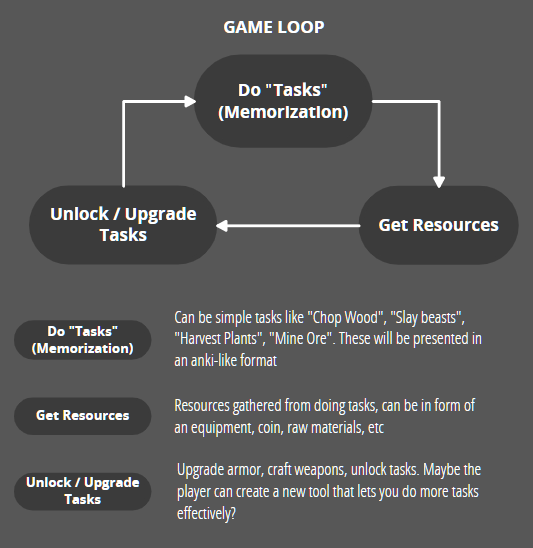 GAME LOOP
Do "Tasks"
(Memorization)
Unlock / Upgrade
Tasks
Get Resources
Do "Tasks"
(Memorization)
Can be simple tasks like "Chop Wood", "Slay beasts",
"Harvest Plants", "Mine Ore". These will be presented in
an anki-like format
Get Resources
Resources gathered from doing tasks, can be in form of
an equipment, coin, raw materials, etc
Unlock / Upgrade
Tasks
Upgrade armor, craft weapons, unlock tasks. Maybe the
player can create a new tool that lets you do more tasks
effectively?